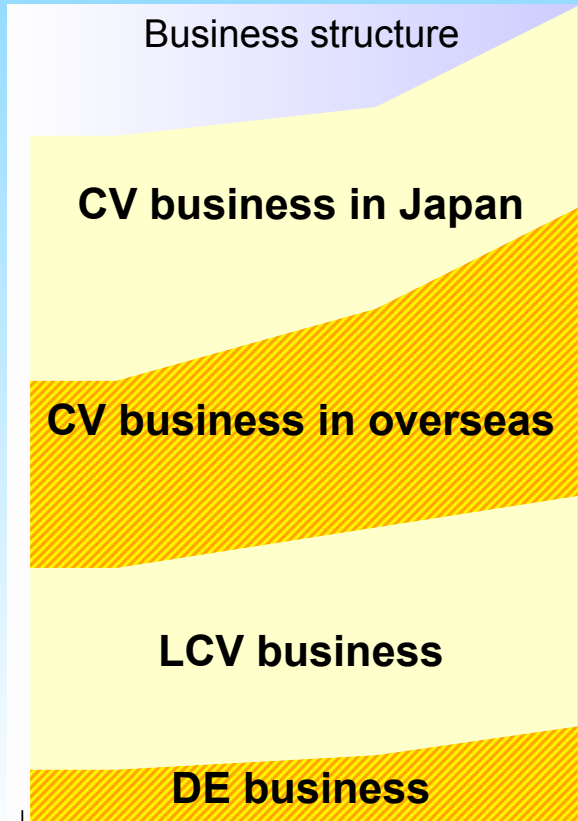 Business structure
CV business in Japan
CV business in overseas
LCV business
DE business